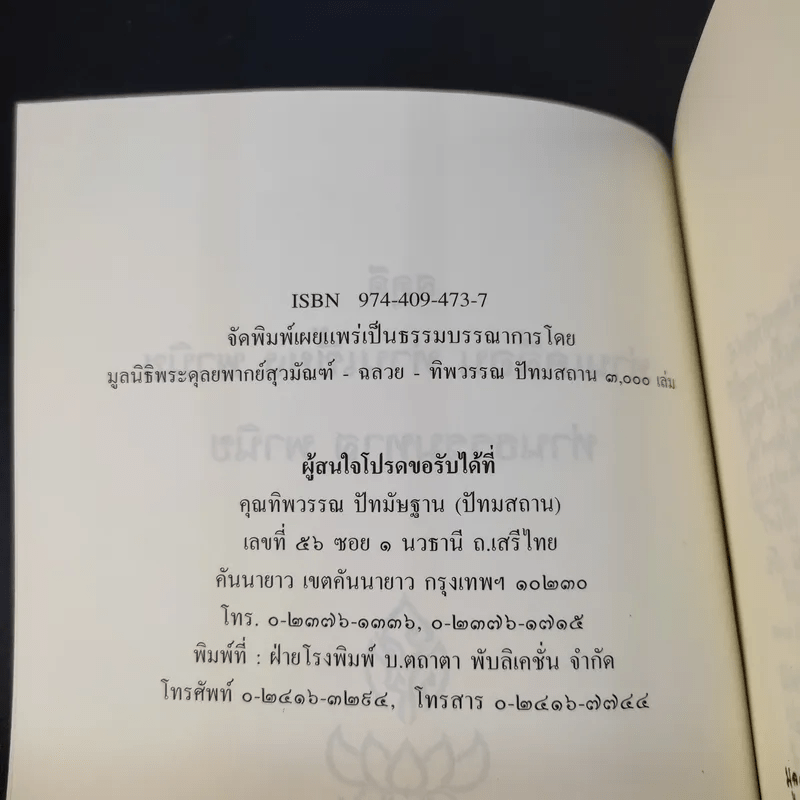 ISBN 974-409-473-7
จัดพิมพ์เผยแพร่เป็นธรรมบรรณาการโดย
มูลนิธิพระดุลยพากย์สุวมัณฑ์ - ฉลวย - ทิพวรรณ ปัทมสถาน ๓,๐๐๐ เล่ม
ผู้สนใจโปรดขอรับได้ที่
คุณทิพวรรณ ปัทมัษฐาน (ปัทมสถาน)
เลขที่ ๕๖ ซอย ๑ นวธานี ถ.เสรีไทย
คันนายาว เขตคันนายาว กรุงเทพฯ ๑๐๒๓๐
โทร. ๐-๒๓๗๖-๑๓๓๖, ๐-๒๓๗๖-๑๗๑๕
พิมพ์ที่ : ฝ่ายโรงพิมพ์ บ.ตถาตา พับลิเคชั่น จำกัด
โทรศัพท์ ๐-๒๔๑๖-๓๒๙๔, โทรสาร ๐-๒๔๑๖-๗๗๔๔